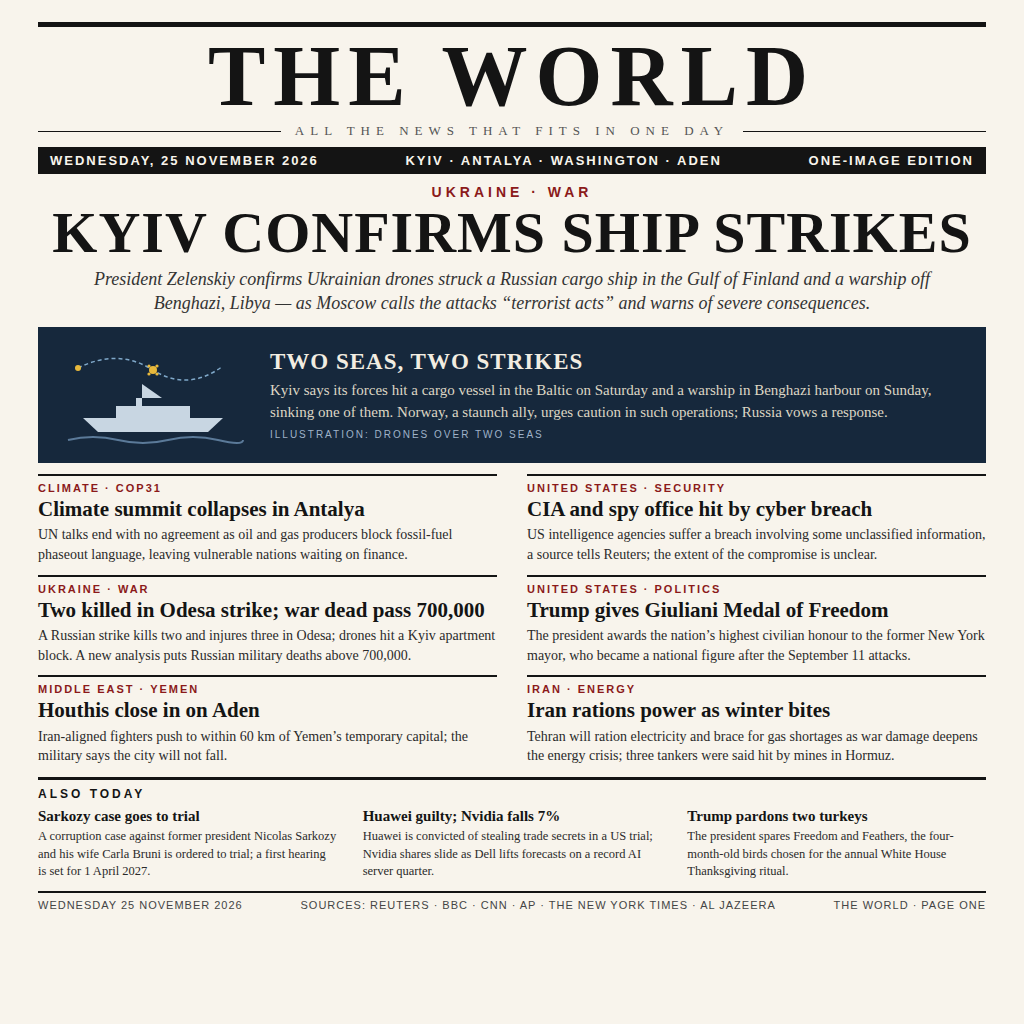 THE WORLD
ALL THE NEWS THAT FITS IN ONE DAY
WEDNESDAY, 25 NOVEMBER 2026
KYIV · ANTALYA · WASHINGTON · ADEN
ONE-IMAGE EDITION
UKRAINE · WAR
KYIV CONFIRMS SHIP STRIKES
President Zelenskiy confirms Ukrainian drones struck a Russian cargo ship in the Gulf of Finland and a warship off
Benghazi, Libya — as Moscow calls the attacks “terrorist acts” and warns of severe consequences.
TWO SEAS, TWO STRIKES
Kyiv says its forces hit a cargo vessel in the Baltic on Saturday and a warship in Benghazi harbour on Sunday,
sinking one of them. Norway, a staunch ally, urges caution in such operations; Russia vows a response.
ILLUSTRATION: DRONES OVER TWO SEAS
CLIMATE · COP31
Climate summit collapses in Antalya
UN talks end with no agreement as oil and gas producers block fossil-fuel
phaseout language, leaving vulnerable nations waiting on finance.
UNITED STATES · SECURITY
CIA and spy office hit by cyber breach
US intelligence agencies suffer a breach involving some unclassified information,
a source tells Reuters; the extent of the compromise is unclear.
UKRAINE · WAR
Two killed in Odesa strike; war dead pass 700,000
A Russian strike kills two and injures three in Odesa; drones hit a Kyiv apartment
block. A new analysis puts Russian military deaths above 700,000.
UNITED STATES · POLITICS
Trump gives Giuliani Medal of Freedom
The president awards the nation’s highest civilian honour to the former New York
mayor, who became a national figure after the September 11 attacks.
MIDDLE EAST · YEMEN
Houthis close in on Aden
Iran-aligned fighters push to within 60 km of Yemen’s temporary capital; the
military says the city will not fall.
IRAN · ENERGY
Iran rations power as winter bites
Tehran will ration electricity and brace for gas shortages as war damage deepens
the energy crisis; three tankers were said hit by mines in Hormuz.
ALSO TODAY
Sarkozy case goes to trial
A corruption case against former president Nicolas Sarkozy
and his wife Carla Bruni is ordered to trial; a first hearing
is set for 1 April 2027.
Huawei guilty; Nvidia falls 7%
Huawei is convicted of stealing trade secrets in a US trial;
Nvidia shares slide as Dell lifts forecasts on a record AI
server quarter.
Trump pardons two turkeys
The president spares Freedom and Feathers, the four-
month-old birds chosen for the annual White House
Thanksgiving ritual.
WEDNESDAY 25 NOVEMBER 2026
SOURCES: REUTERS · BBC · CNN · AP · THE NEW YORK TIMES · AL JAZEERA
THE WORLD · PAGE ONE